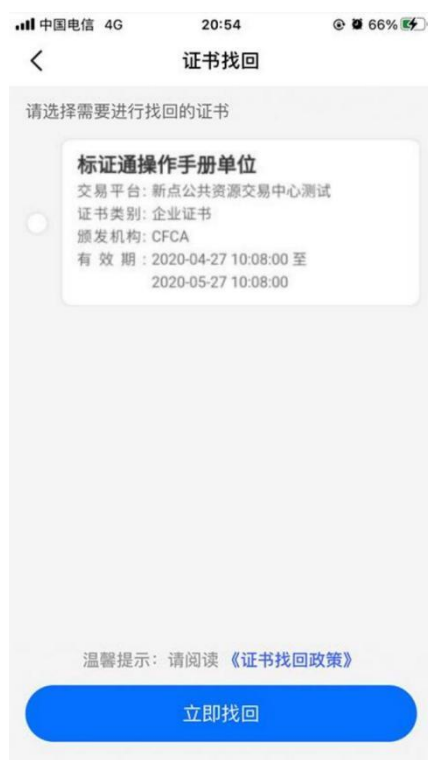 中国电信 4G 20:54 66%
证书找回
请选择需要进行找回的证书
标证通操作手册单位
交易平台: 新点公共资源交易中心测试
证书类别: 企业证书
颁发机构: CFCA
有 效 期 : 2020-04-27 10:08:00 至
2020-05-27 10:08:00
温馨提示: 请阅读《证书找回政策》
立即找回